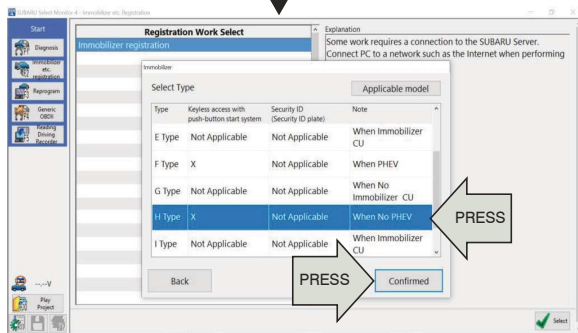 SUBARU Select Monitor 4 - Immobilizer etc. Registration
Start
Diagnosis
Immobilizer
etc.
registration
Reprogram
Generic
OBDII
Reading
Driving
Recorder
--.--V
Play
Project
Registration Work Select
Immobilizer registration
Explanation
Some work requires a connection to the SUBARU Server.
Connect PC to a network such as the Internet when performing
Immobilizer
Select Type
Applicable model
Type Keyless access with push-button start system Security ID (Security ID plate) Note
E Type Not Applicable Not Applicable When Immobilizer CU
F Type X Not Applicable When PHEV
G Type Not Applicable Not Applicable When No Immobilizer CU
H Type X Not Applicable When No PHEV
I Type Not Applicable Not Applicable When Immobilizer CU
PRESS
Back
PRESS
Confirmed
Select